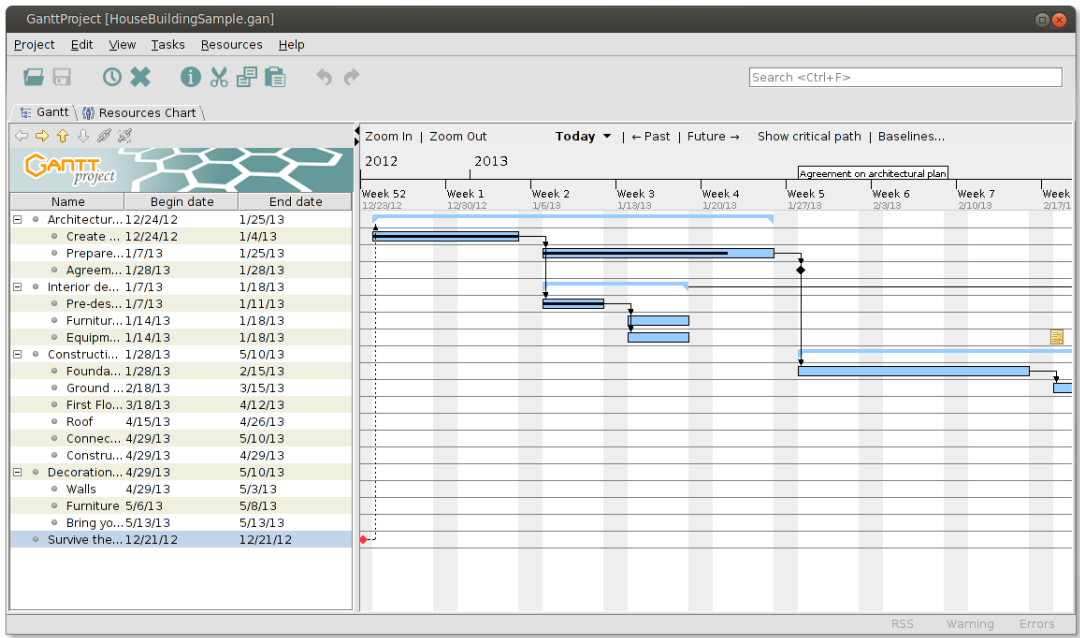 GanttProject [HouseBuildingSample.gan]
Project Edit View Tasks Resources Help
Search <Ctrl+F>
Gantt Resources Chart
Zoom In | Zoom Out Today | ←Past | Future → Show critical path | Baselines...
GANTT project
2012 2013
Agreement on architectural plan
Name Begin date End date
Week 52 Week 1 Week 2 Week 3 Week 4 Week 5 Week 6 Week 7 Week
12/23/12 12/30/12 1/6/13 1/13/13 1/20/13 1/27/13 2/3/13 2/10/13 2/17/1
Architectur... 12/24/12 1/25/13
Create ... 12/24/12 1/4/13
Prepare... 1/7/13 1/25/13
Agreem... 1/28/13 1/28/13
Interior de... 1/7/13 1/18/13
Pre-des... 1/7/13 1/11/13
Furnitur... 1/14/13 1/18/13
Equipm... 1/14/13 1/18/13
Constructi... 1/28/13 5/10/13
Founda... 1/28/13 2/15/13
Ground ... 2/18/13 3/15/13
First Flo... 3/18/13 4/12/13
Roof 4/15/13 4/26/13
Connec... 4/29/13 5/10/13
Constru... 4/29/13 4/29/13
Decoration... 4/29/13 5/10/13
Walls 4/29/13 5/3/13
Furniture 5/6/13 5/8/13
Bring yo... 5/13/13 5/13/13
Survive the... 12/21/12 12/21/12
RSS Warning Errors